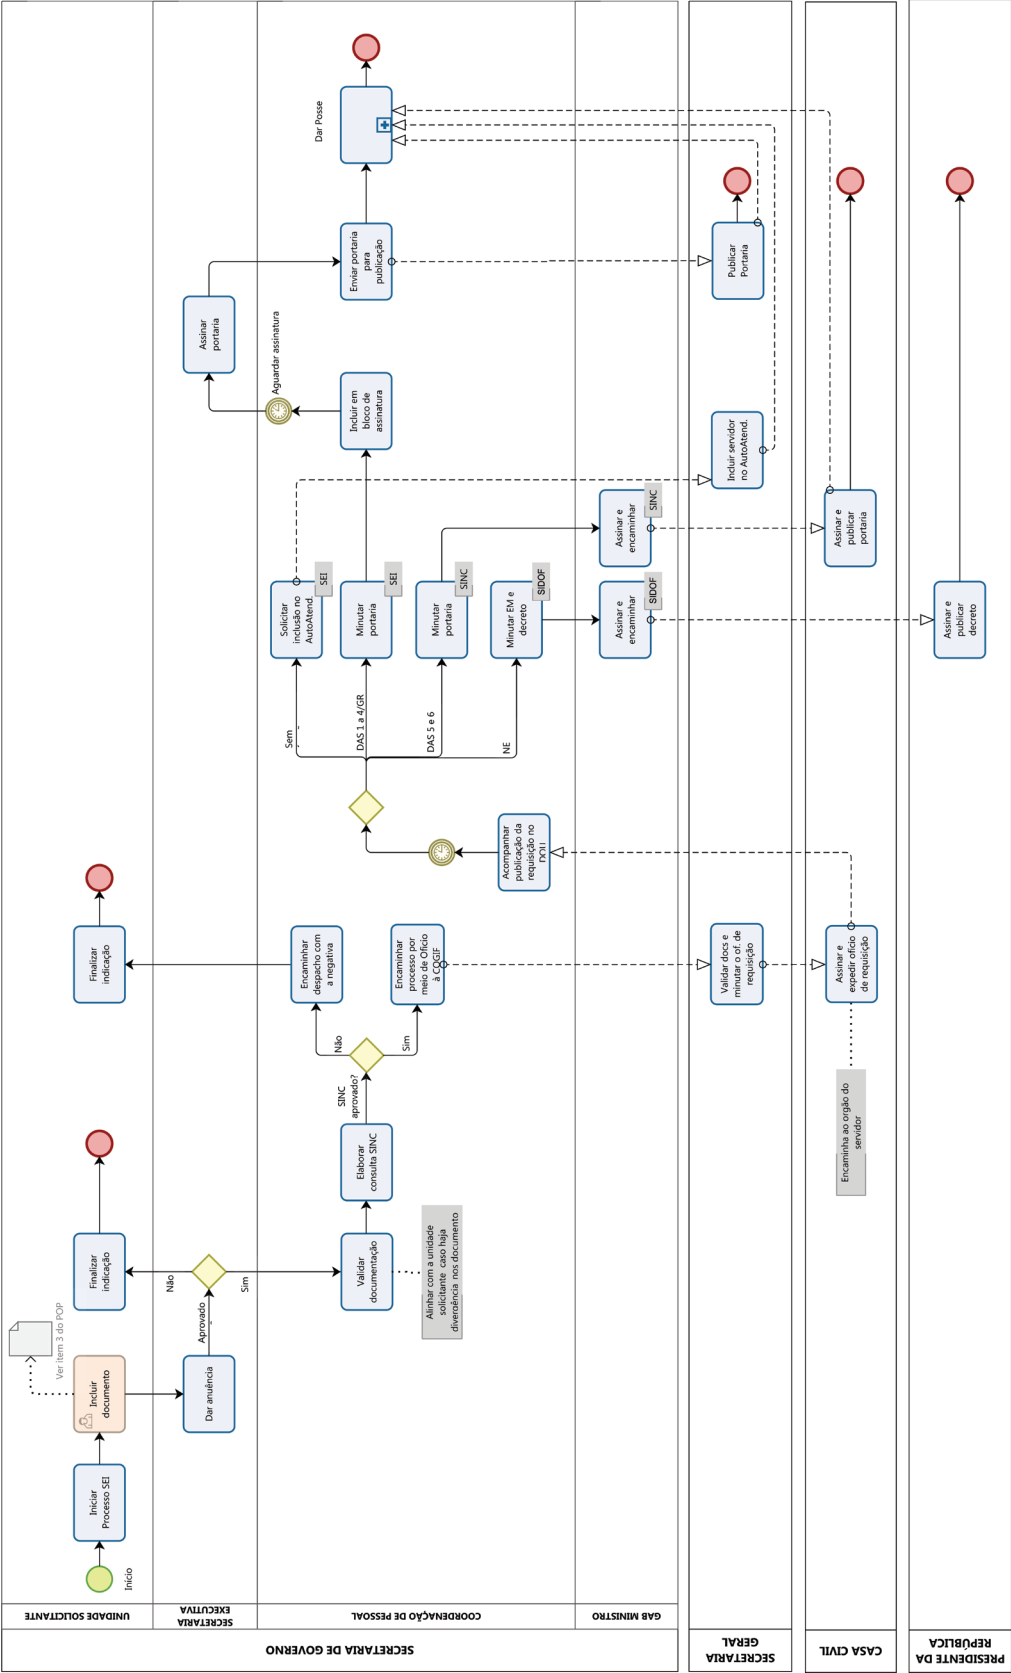 SECRETARIA DE GOVERNO
UNIDADE SOLICITANTE
SECRETARIA
EXECUTIVA
COORDENAÇÃO DE PESSOAL
GAB MINISTRO
SECRETARIA
GERAL
CASA CIVIL
PRESIDENTE DA
REPÚBLICA
Início
Iniciar
Processo SEI
Incluir
documento
Ver item 3 do POP
Dar anuência
Aprovado
Não
Sim
Finalizar
indicação
Validar
documentação
Alinhar com a unidade
solicitante caso haja
divergência nos documento
Elaborar
consulta SINC
SINC
aprovado?
Não
Sim
Encaminhar
despacho com
a negativa
Finalizar
indicação
Encaminhar
processo por
meio de Ofício
à COGIF
Validar docs e
minutar o of. de
requisição
Assinar e
expedir ofício
de requisição
Encaminha ao orgão do
servidor
Acompanhar
publicação da
requisição no
DOU
Sem
DAS 1 a 4/GR
DAS 5 e 6
NE
Solicitar
inclusão no
AutoAtend.
SEI
Minutar
portaria
SEI
Minutar
portaria
SINC
Minutar EM e
decreto
SIDOF
Assinar e
encaminhar
SIDOF
Assinar e
encaminhar
SINC
Assinar e
publicar
decreto
Assinar e
publicar
portaria
Incluir servidor
no AutoAtend.
Incluir em
bloco de
assinatura
Aguardar assinatura
Assinar
portaria
Enviar portaria
para
publicação
Publicar
Portaria
Dar Posse